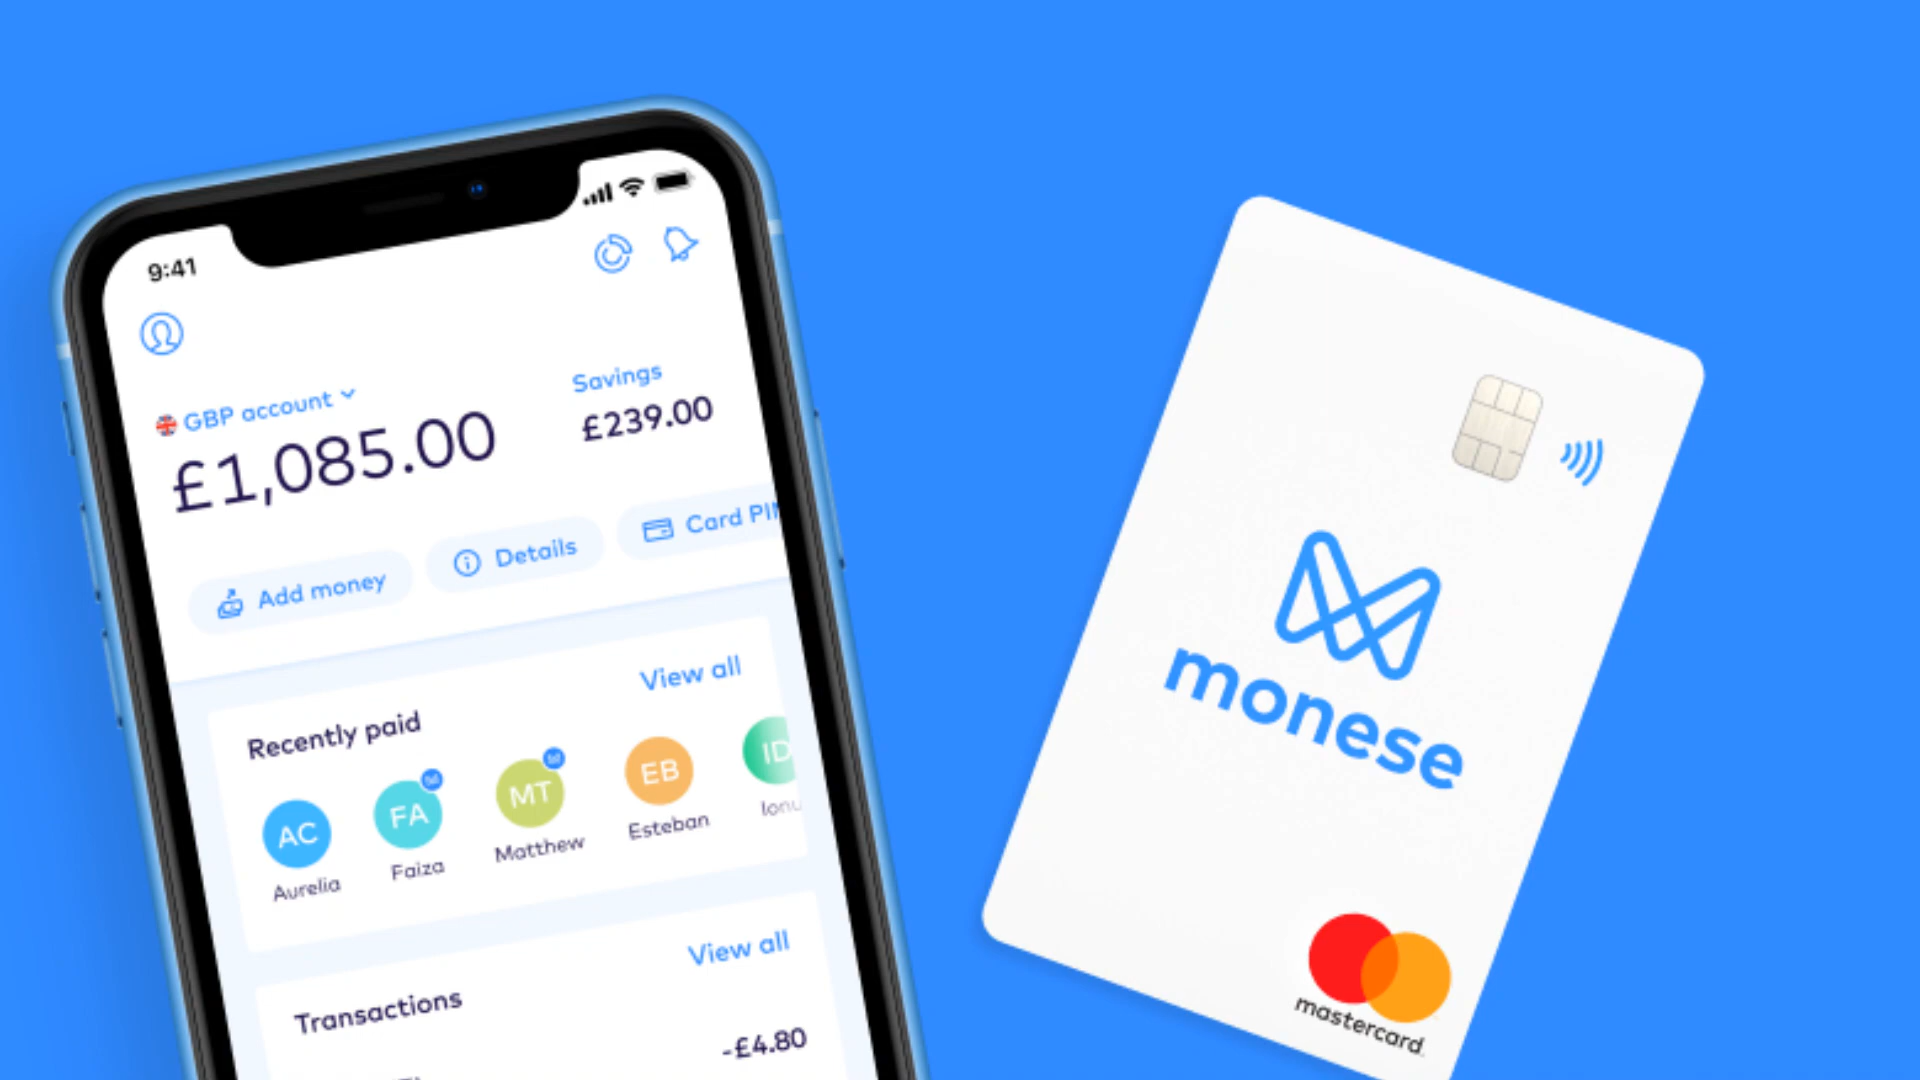 9:41
GBP account
£1,085.00
Savings
£239.00
Add money
Details
Card
Recently paid
View all
AC
FA
MT
EB
ID
Aurelia
Faiza
Matthew
Esteban
Transactions
View all
-£4.80
monese
mastercard